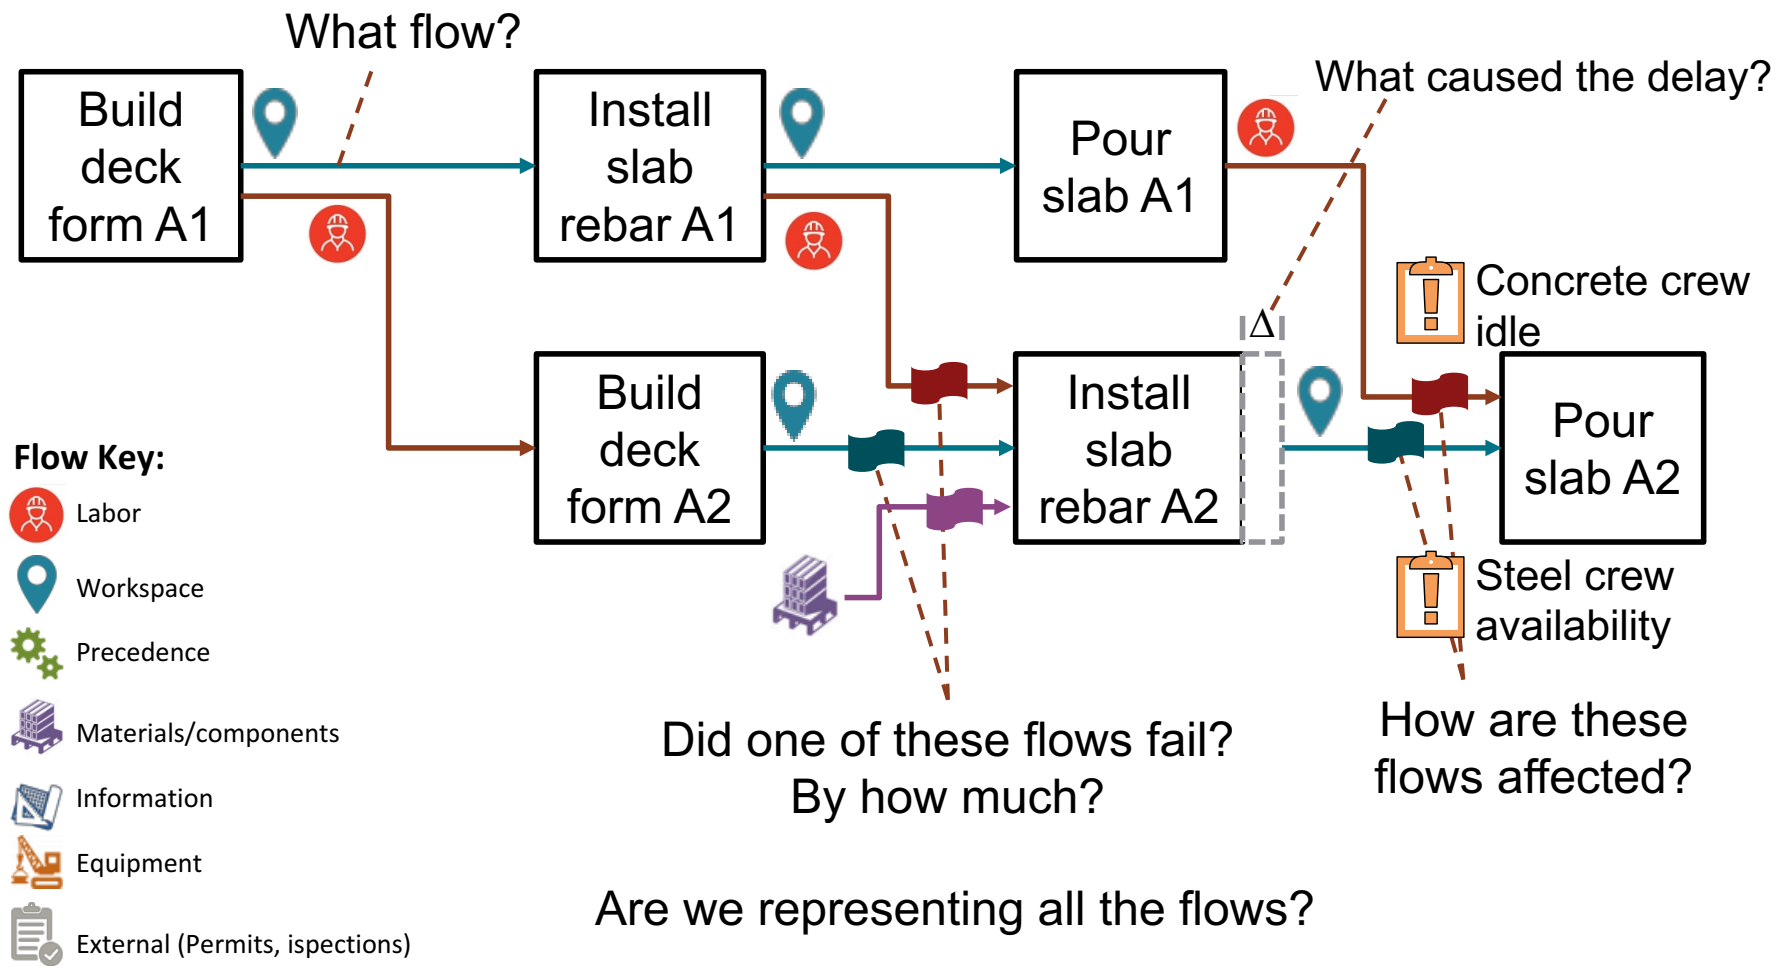 What flow?
What caused the delay?
Build
deck
form A1
Install
slab
rebar A1
Pour
slab A1
Concrete crew
idle
Δ
Build
deck
form A2
Install
slab
rebar A2
Pour
slab A2
Steel crew
availability
Flow Key:
Labor
Workspace
Precedence
Materials/components
Information
Equipment
External (Permits, ispections)
Did one of these flows fail?
By how much?
How are these
flows affected?
Are we representing all the flows?